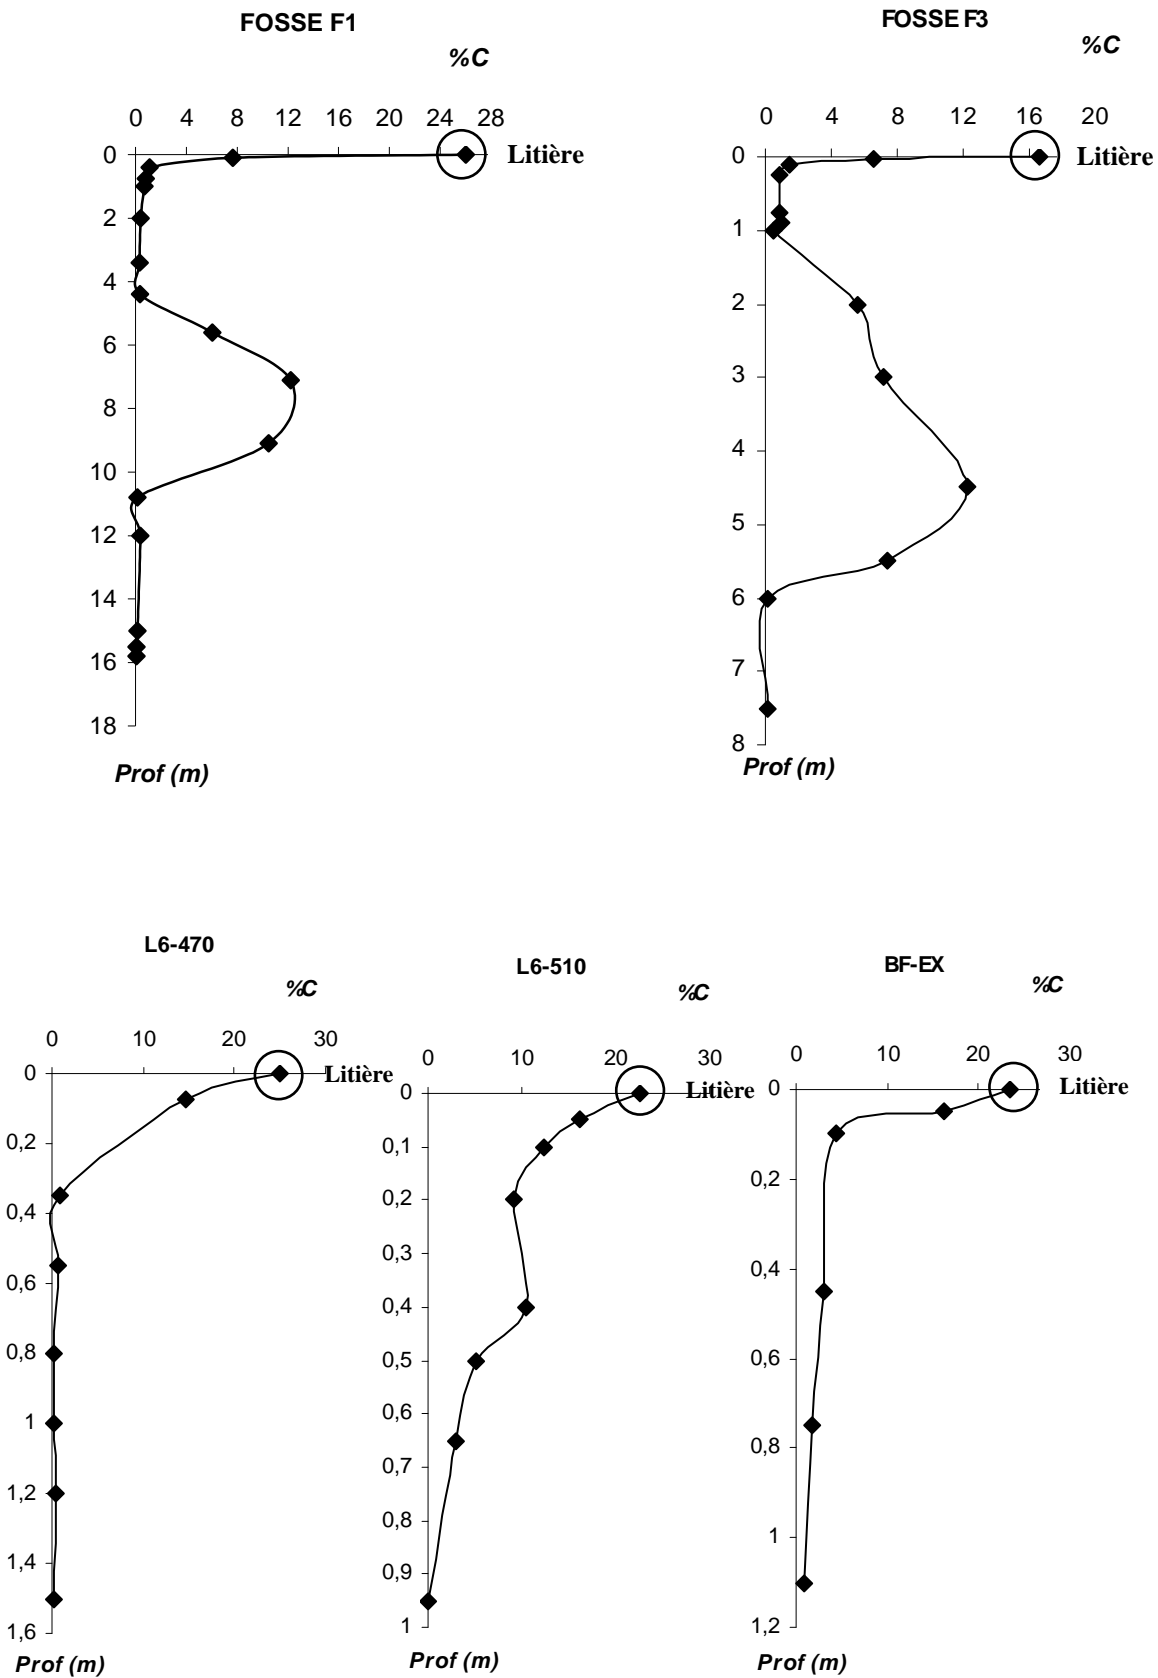 FOSSE F1
%C
0 4 8 12 16 20 24 28
Litière
0
2
4
6
8
10
12
14
16
18
Prof (m)
FOSSE F3
%C
0 4 8 12 16 20
Litière
0
1
2
3
4
5
6
7
8
Prof (m)
L6-470
%C
0 10 20 30
Litière
0
0,2
0,4
0,6
0,8
1
1,2
1,4
1,6
Prof (m)
L6-510
%C
0 10 20 30
Litière
0
0,1
0,2
0,3
0,4
0,5
0,6
0,7
0,8
0,9
1
Prof (m)
BF-EX
%C
0 10 20 30
Litière
0
0,2
0,4
0,6
0,8
1
1,2
Prof (m)